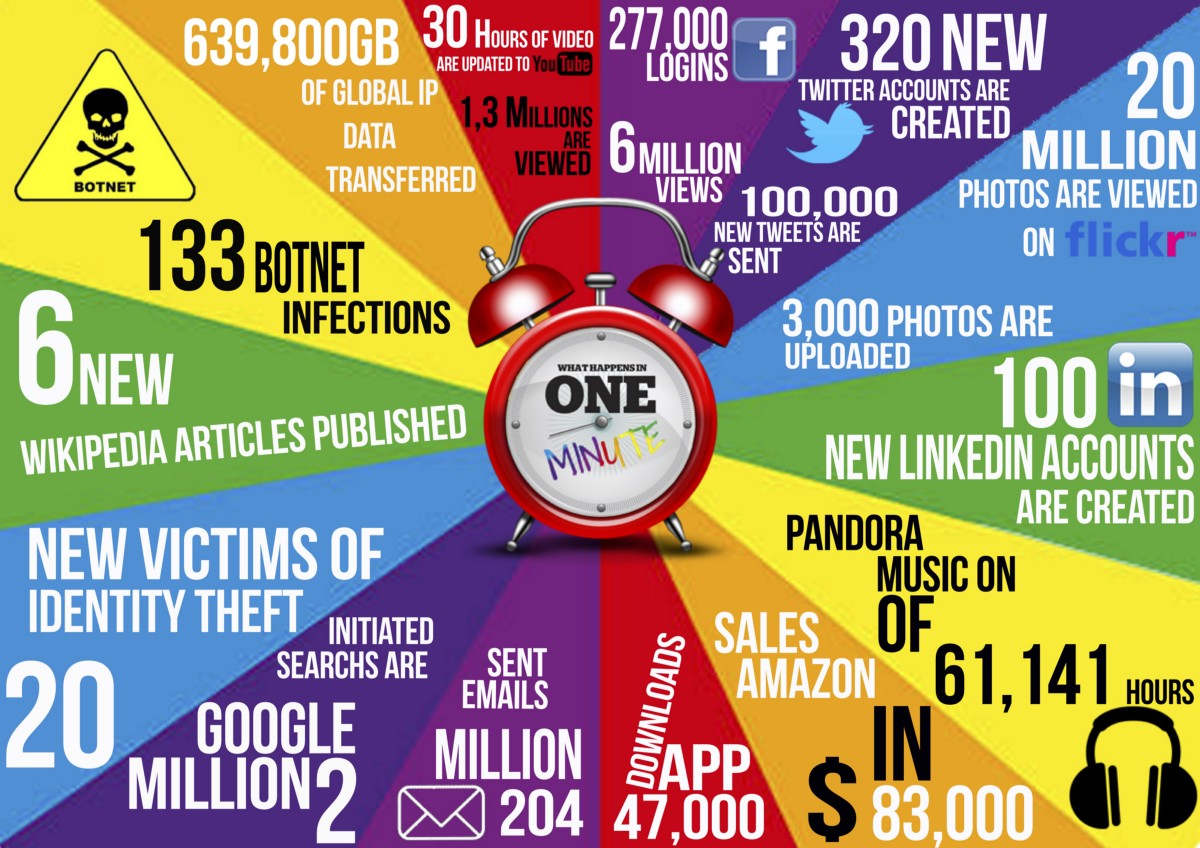 639,800GB
OF GLOBAL IP
DATA
TRANSFERRED
30 HOURS OF VIDEO
ARE UPDATED TO YouTube
1,3 MILLIONS
ARE
VIEWED
277,000
LOGINS f
6 MILLION
VIEWS
320 NEW
TWITTER ACCOUNTS ARE
CREATED
100,000
NEW TWEETS ARE
SENT
20
MILLION
PHOTOS ARE VIEWED
ON flickr™
3,000 PHOTOS ARE
UPLOADED
100 in
NEW LINKEDIN ACCOUNTS
ARE CREATED
PANDORA
MUSIC ON
OF
61,141 HOURS
SALES
AMAZON
IN
$ 83,000
DOWNLOADS
APP
47,000
SENT
EMAILS
MILLION
204
INITIATED
SEARCHS ARE
GOOGLE
MILLION 2
NEW VICTIMS OF
IDENTITY THEFT
20
6 NEW
WIKIPEDIA ARTICLES PUBLISHED
BOTNET
133 BOTNET
INFECTIONS
WHAT HAPPENS IN
ONE
MINUTE